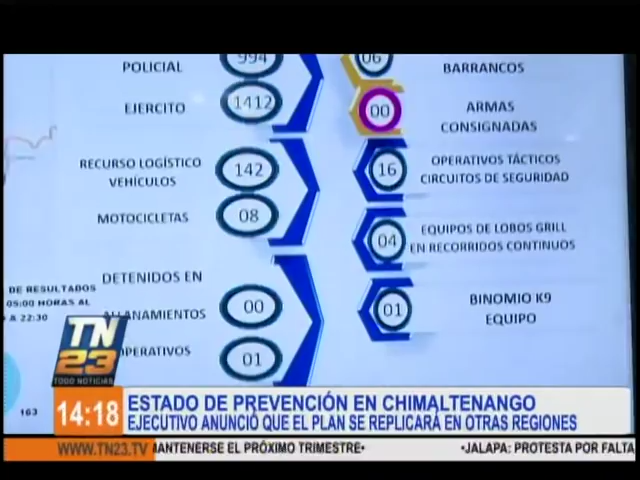 POLICIAL
994
EJERCITO
1412
RECURSO LOGÍSTICO
VEHÍCULOS
142
MOTOCICLETAS
08
DETENIDOS EN
00
OPERATIVOS
01
06
BARRANCOS
00
ARMAS
CONSIGNADAS
16
OPERATIVOS TÁCTICOS
CIRCUITOS DE SEGURIDAD
04
EQUIPOS DE LOBOS GRILL
EN RECORRIDOS CONTINUOS
01
BINOMIO K9
EQUIPO
DE RESULTADOS
05:00 HORAS AL
A 22:30
163
TN
23
TODO NOTICIAS
14:18
ESTADO DE PREVENCIÓN EN CHIMALTENANGO
EJECUTIVO ANUNCIÓ QUE EL PLAN SE REPLICARÁ EN OTRAS REGIONES
WWW.TN23.TV MANTENERSE EL PRÓXIMO TRIMESTRE• •JALAPA: PROTESTA POR FALTA